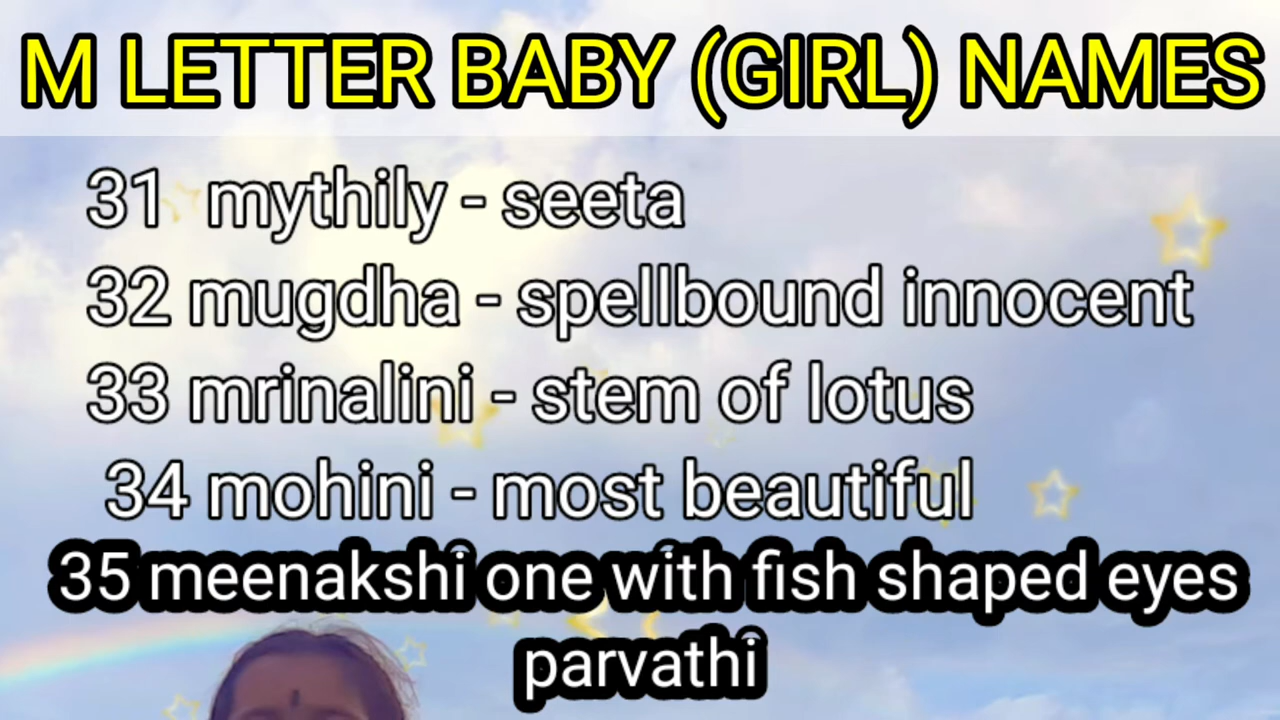 M LETTER BABY (GIRL) NAMES
31 mythily - seeta
32 mugdha - spellbound innocent
33 mrinalini - stem of lotus
34 mohini - most beautiful
35 meenakshi one with fish shaped eyes
parvathi